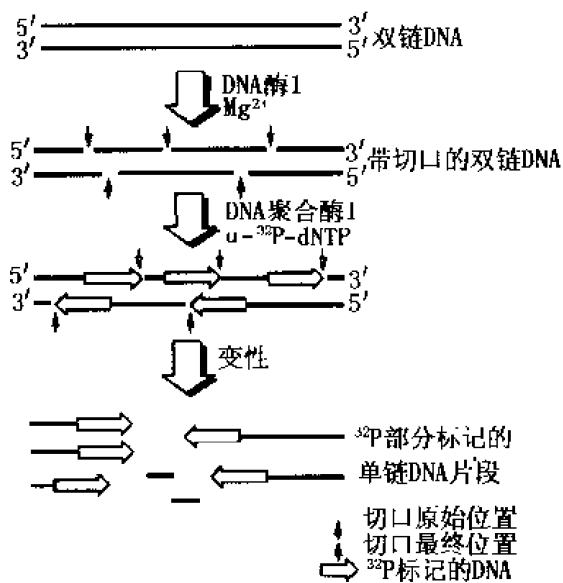 5′ 3′ 双链DNA
3′ 5′
DNA酶1
Mg²⁺
5′ 3′ 带切口的双链DNA
3′ 5′
DNA聚合酶1
α-³²P-dNTP
5′ 3′
3′ 5′
变性
³²P部分标记的
单链DNA片段
切口原始位置
切口最终位置
³²P标记的DNA